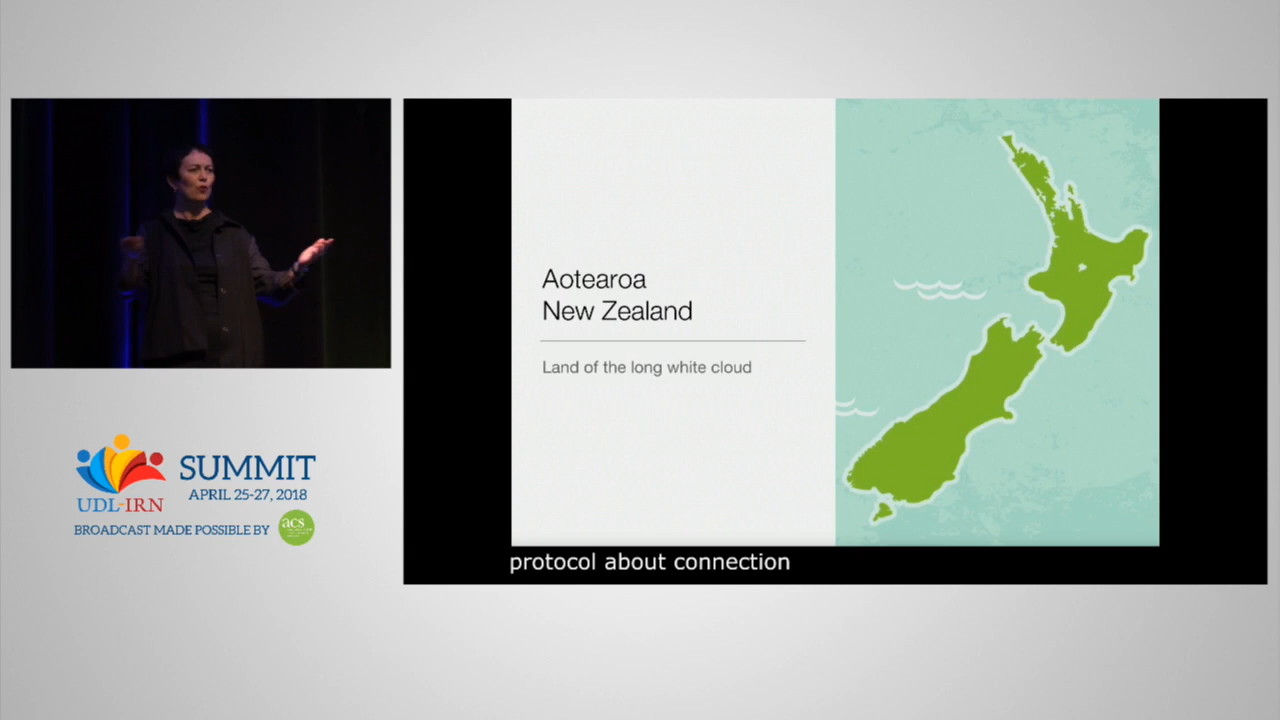 Aotearoa
New Zealand
Land of the long white cloud
protocol about connection
SUMMIT
APRIL 25-27, 2018
UDL-IRN
BROADCAST MADE POSSIBLE BY acs